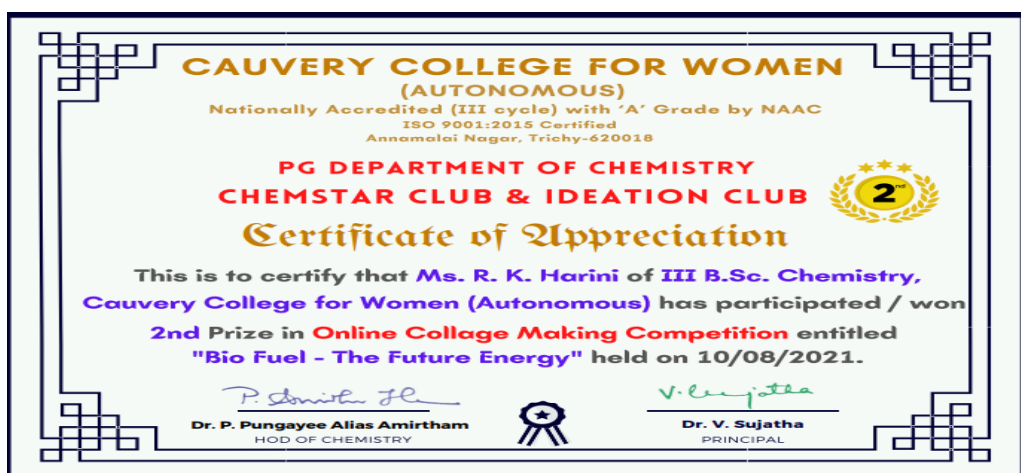 CAUVERY COLLEGE FOR WOMEN
(AUTONOMOUS)
Nationally Accredited (III cycle) with ‘A’ Grade by NAAC
ISO 9001:2015 Certified
Annamalai Nagar, Trichy-620018
PG DEPARTMENT OF CHEMISTRY
CHEMSTAR CLUB & IDEATION CLUB
2nd
Certificate of Appreciation
This is to certify that Ms. R. K. Harini of III B.Sc. Chemistry,
Cauvery College for Women (Autonomous) has participated / won
2nd Prize in Online Collage Making Competition entitled
"Bio Fuel - The Future Energy" held on 10/08/2021.
Dr. P. Pungayee Alias Amirtham
HOD OF CHEMISTRY
V. Sujatha
Dr. V. Sujatha
PRINCIPAL